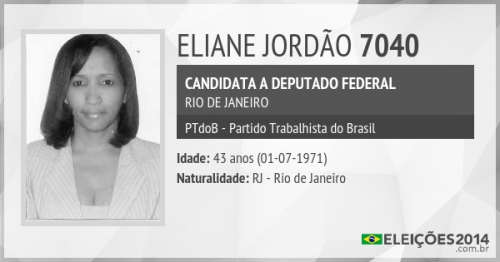 ELIANE JORDÃO 7040
CANDIDATA A DEPUTADO FEDERAL
RIO DE JANEIRO
PTdoB - Partido Trabalhista do Brasil
Idade: 43 anos (01-07-1971)
Naturalidade: RJ - Rio de Janeiro
ELEIÇÕES2014
.com.br